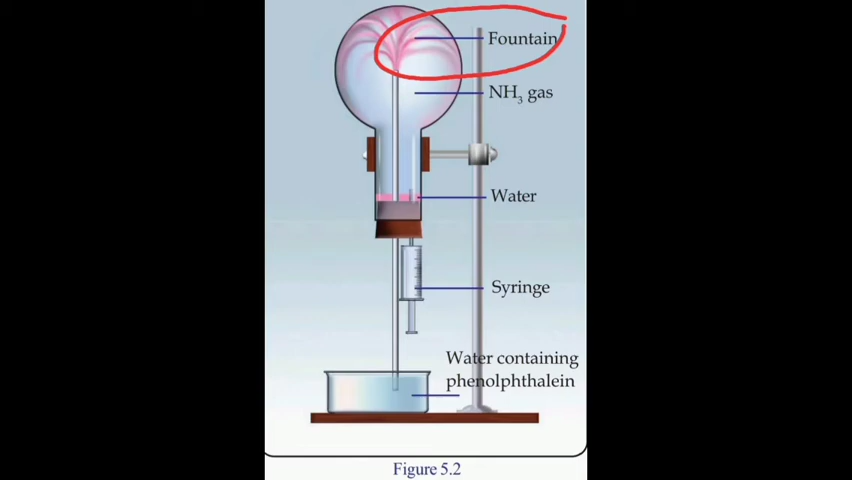 Fountain
NH₃ gas
Water
Syringe
Water containing
phenolphthalein
Figure 5.2